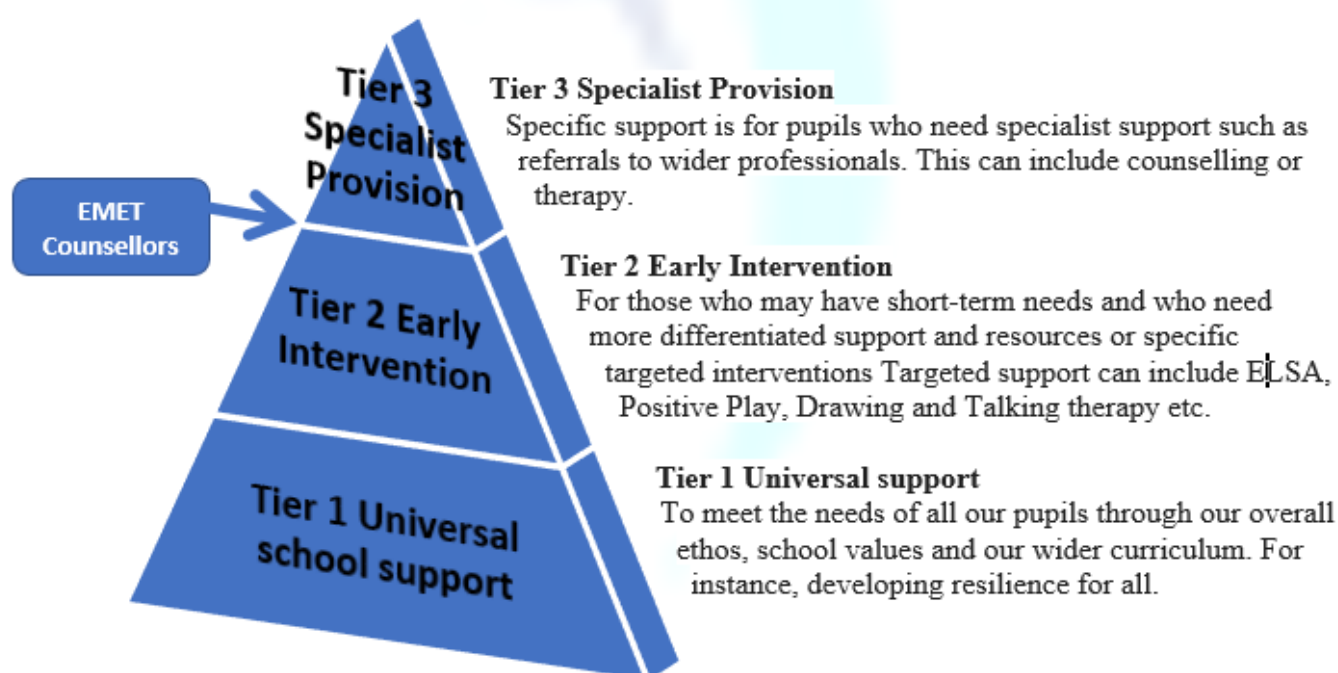 Tier 3
Specialist
Provision
EMET
Counsellors
Tier 2 Early
Intervention
Tier 1 Universal
school support
Tier 3 Specialist Provision
Specific support is for pupils who need specialist support such as
referrals to wider professionals. This can include counselling or
therapy.
Tier 2 Early Intervention
For those who may have short-term needs and who need
more differentiated support and resources or specific
targeted interventions Targeted support can include ELSA,
Positive Play, Drawing and Talking therapy etc.
Tier 1 Universal support
To meet the needs of all our pupils through our overall
ethos, school values and our wider curriculum. For
instance, developing resilience for all.